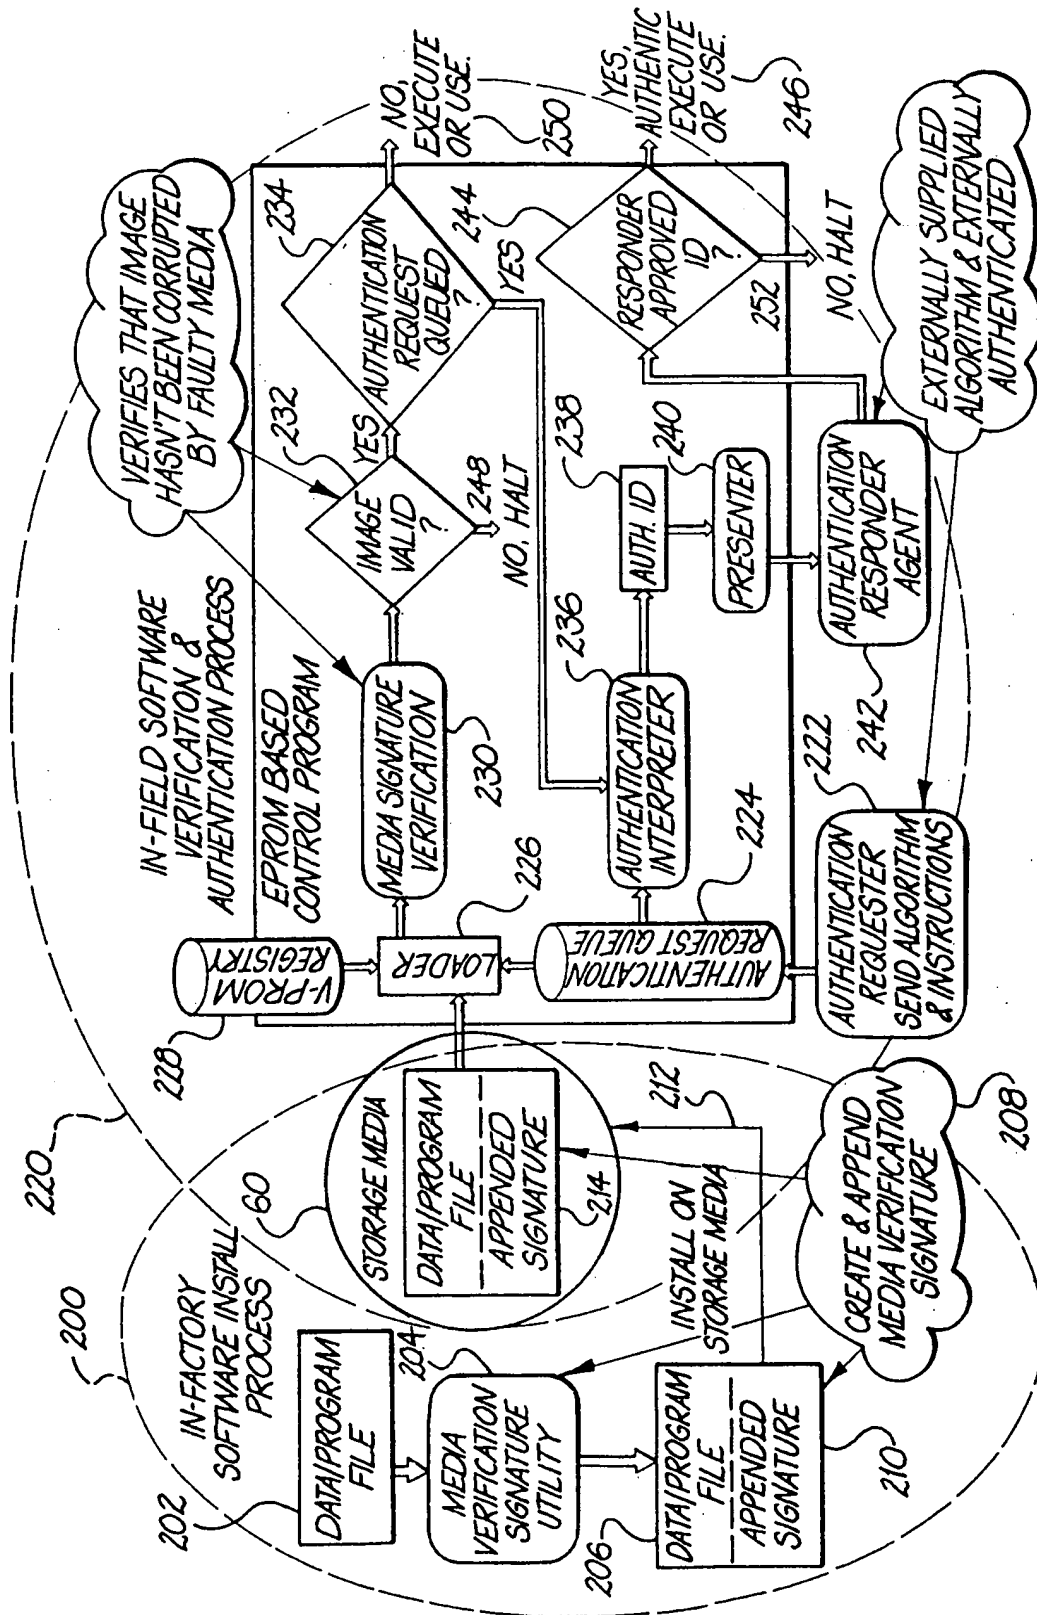 200
IN-FACTORY
SOFTWARE INSTALL
PROCESS
202
DATA/PROGRAM
FILE
204
MEDIA
VERIFICATION
SIGNATURE
UTILITY
206
DATA/PROGRAM
FILE
APPENDED
SIGNATURE
210
INSTALL ON
STORAGE MEDIA
212
CREATE & APPEND
MEDIA VERIFICATION
SIGNATURE
208
60
STORAGE MEDIA
DATA/PROGRAM
FILE
APPENDED
SIGNATURE
214
220
IN-FIELD SOFTWARE
VERIFICATION &
AUTHENTICATION PROCESS
228
V-PROM
REGISTRY
EPROM BASED
CONTROL PROGRAM
LOADER
226
MEDIA SIGNATURE
VERIFICATION
230
VERIFIES THAT IMAGE
HASN'T BEEN CORRUPTED
BY FAULTY MEDIA
232
IMAGE
VALID
?
YES
248
NO, HALT
234
AUTHENTICATION
REQUEST
QUEUED
?
YES
NO,
EXECUTE
OR USE.
250
AUTHENTICATION
REQUEST QUEUE
224
AUTHENTICATION
INTERPRETER
236
AUTH. ID
238
PRESENTER
240
244
RESPONDER
APPROVED
ID
?
YES,
AUTHENTIC
EXECUTE
OR USE.
246
252
NO, HALT
AUTHENTICATION
REQUESTER
SEND ALGORITHM
& INSTRUCTIONS
222
AUTHENTICATION
RESPONDER
AGENT
242
EXTERNALLY SUPPLIED
ALGORITHM & EXTERNALLY
AUTHENTICATED